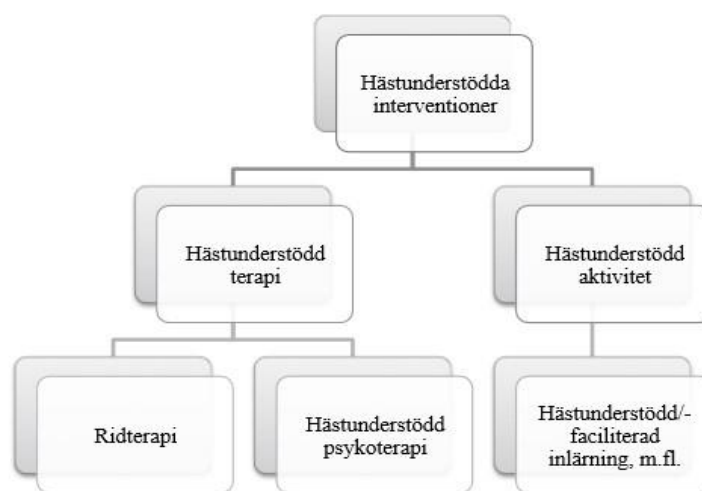 Hästunderstödda
interventioner
Hästunderstödd
terapi
Hästunderstödd
aktivitet
Ridterapi
Hästunderstödd
psykoterapi
Hästunderstödd/-
faciliterad
inlärning, m.fl.